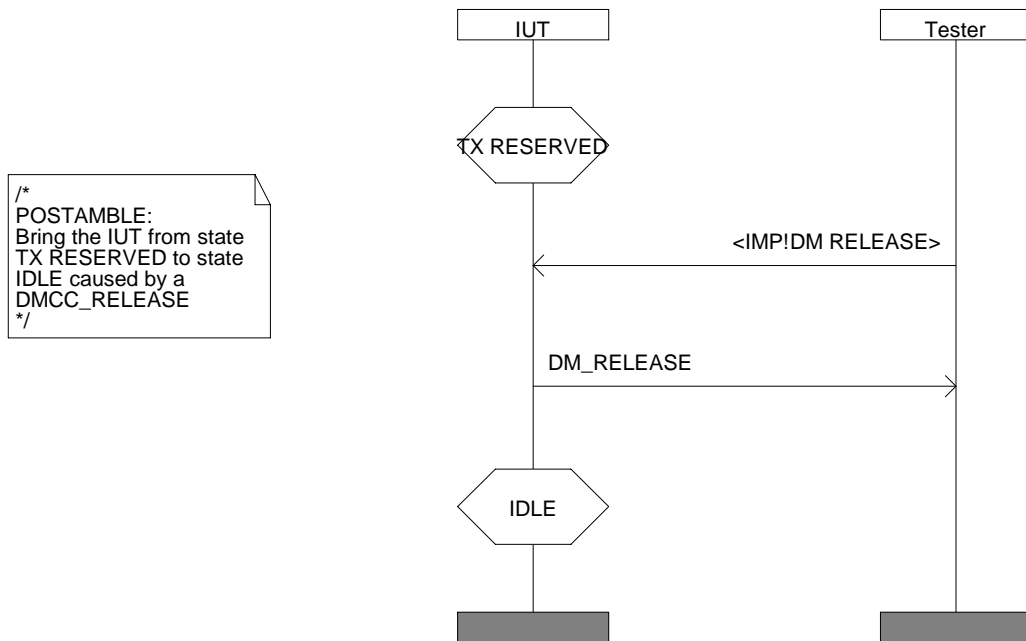 IUT
Tester
TX RESERVED
/*
POSTAMBLE:
Bring the IUT from state
TX RESERVED to state
IDLE caused by a
DMCC_RELEASE
*/
<IMP!DM RELEASE>
DM_RELEASE
IDLE